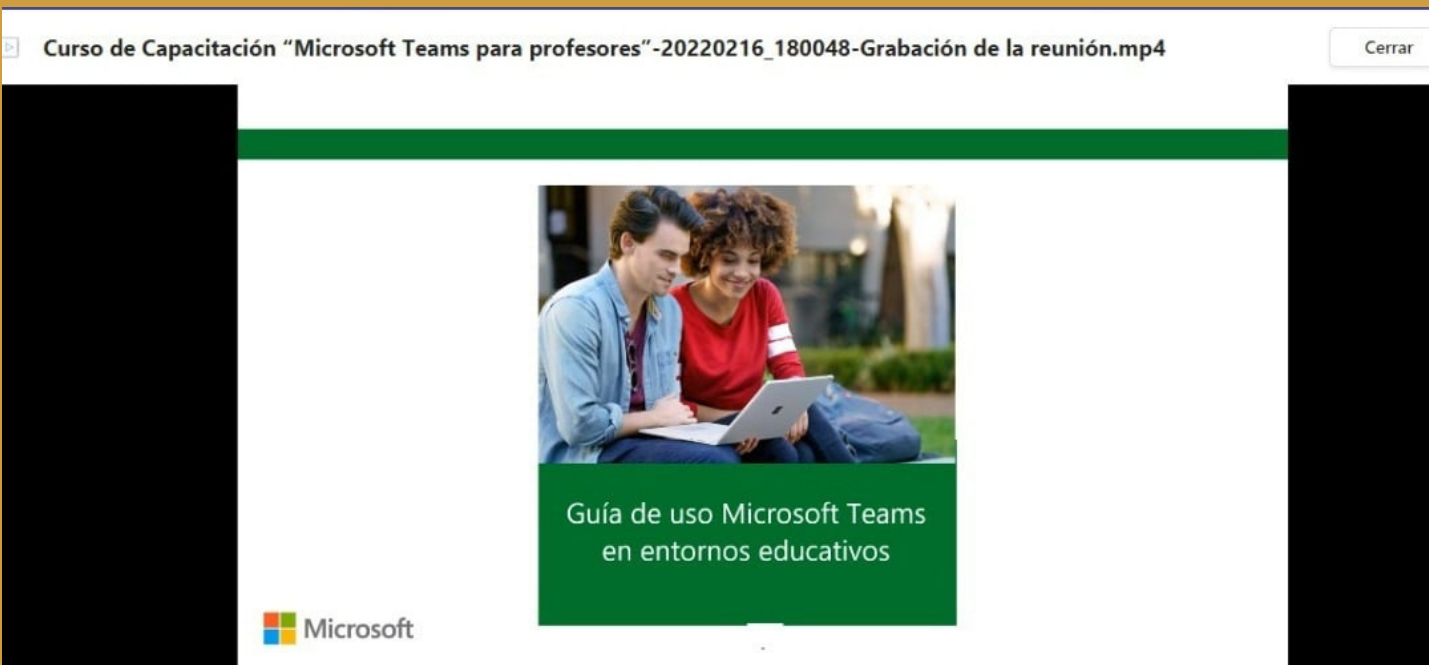 Curso de Capacitación “Microsoft Teams para profesores”-20220216_180048-Grabación de la reunión.mp4
Cerrar
Guía de uso Microsoft Teams
en entornos educativos
Microsoft